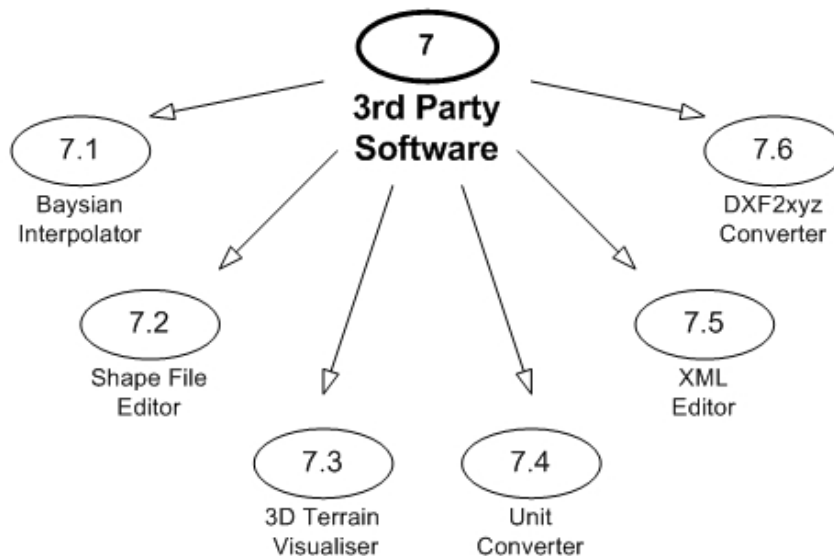 7
3rd Party
Software
7.1
Baysian
Interpolator
7.2
Shape File
Editor
7.3
3D Terrain
Visualiser
7.4
Unit
Converter
7.5
XML
Editor
7.6
DXF2xyz
Converter